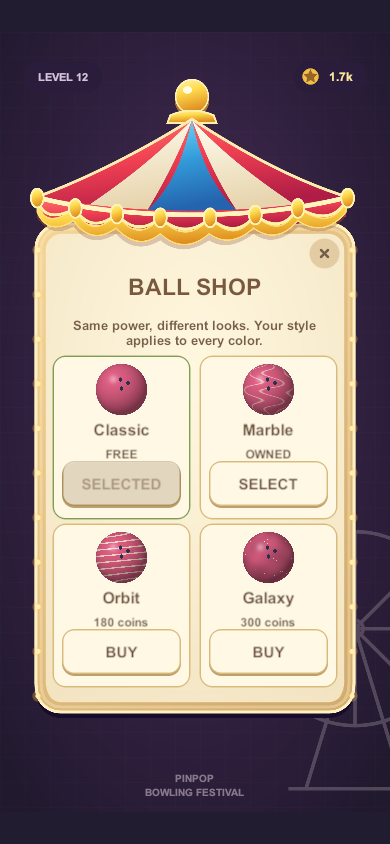 LEVEL 12
1.7k
BALL SHOP
Same power, different looks. Your style
applies to every color.
Classic
FREE
SELECTED
Marble
OWNED
SELECT
Orbit
180 coins
BUY
Galaxy
300 coins
BUY
PINPOP
BOWLING FESTIVAL